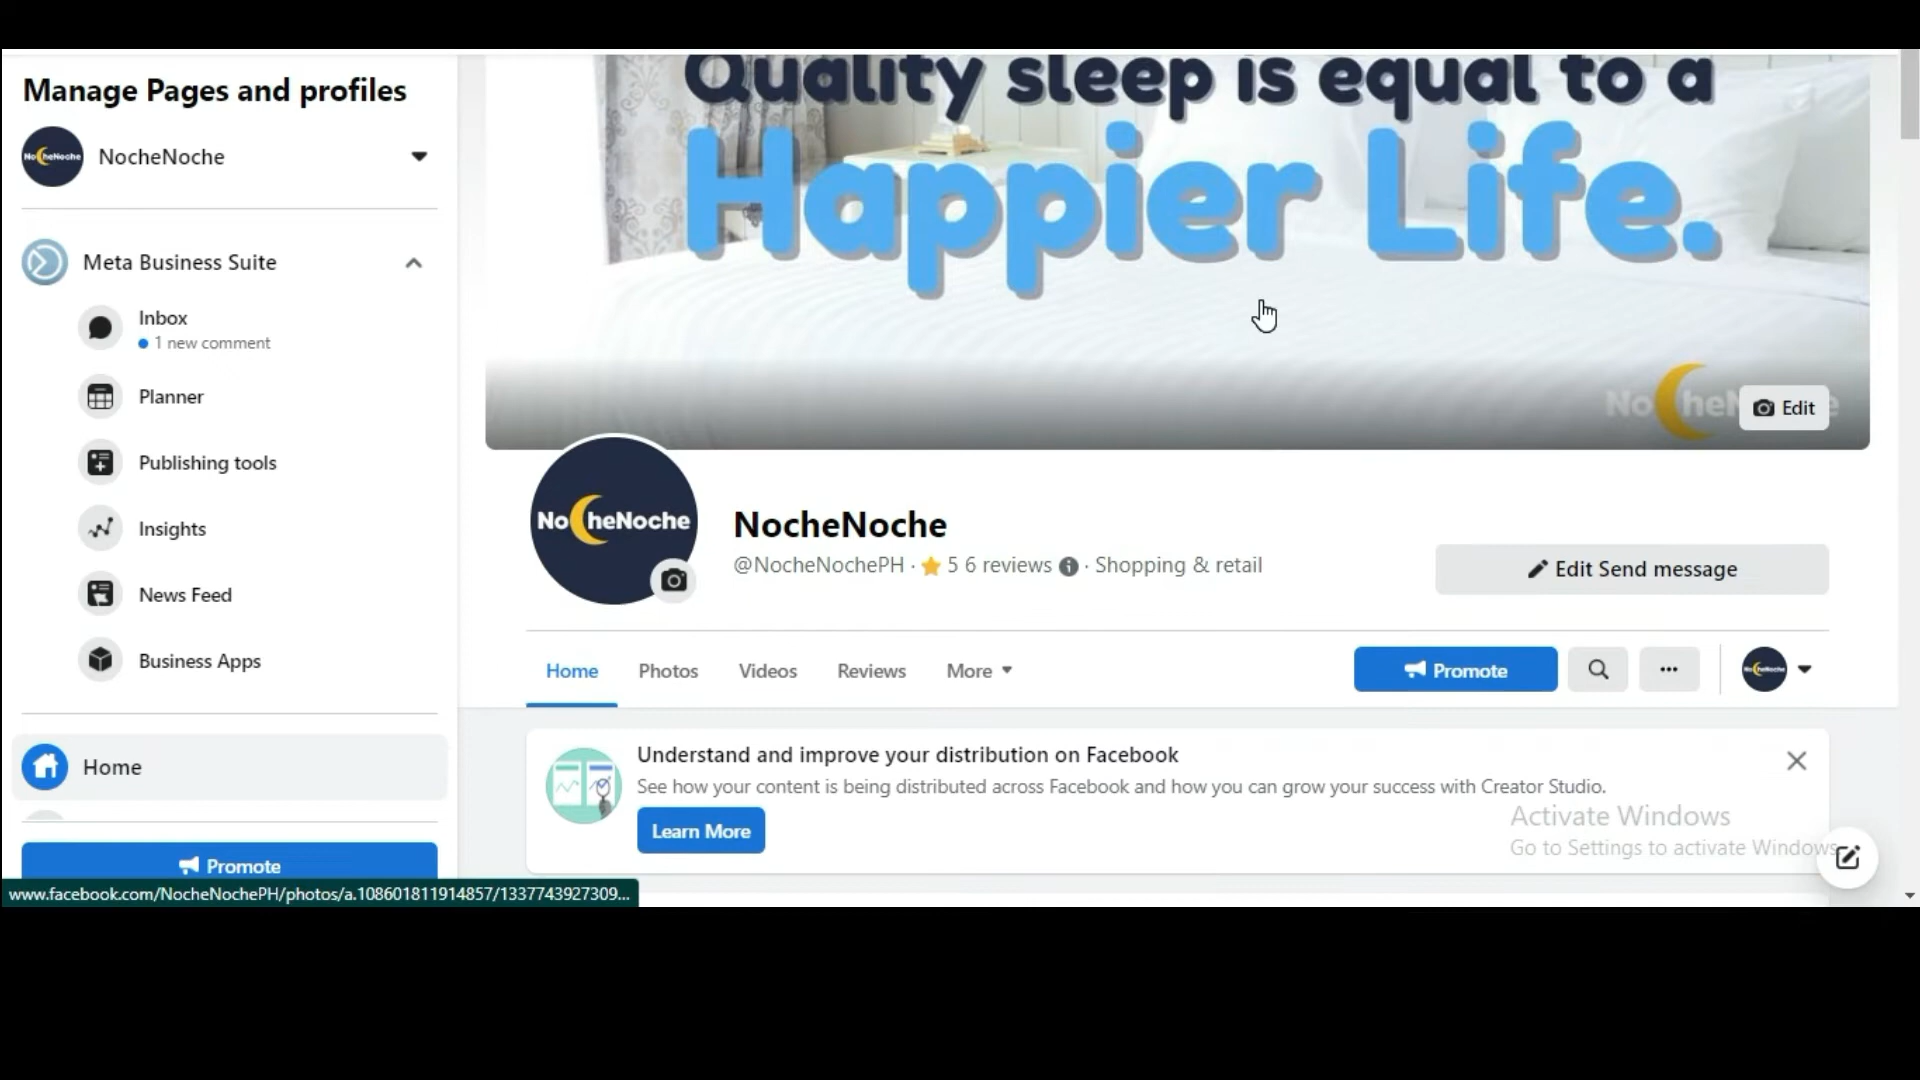 Manage Pages and profiles
NocheNoche
NocheNoche
Meta Business Suite
Inbox
1 new comment
Planner
Publishing tools
Insights
News Feed
Business Apps
Home
Promote
www.facebook.com/NocheNochePH/photos/a.108601811914857/1337743927309...
Quality sleep is equal to a
Happier Life.
Edit
NocheNoche
NocheNoche
@NocheNochePH · 5 6 reviews · Shopping & retail
Edit Send message
Home Photos Videos Reviews More
Promote
NocheNoche
Understand and improve your distribution on Facebook
See how your content is being distributed across Facebook and how you can grow your success with Creator Studio.
Learn More
Activate Windows
Go to Settings to activate Windows